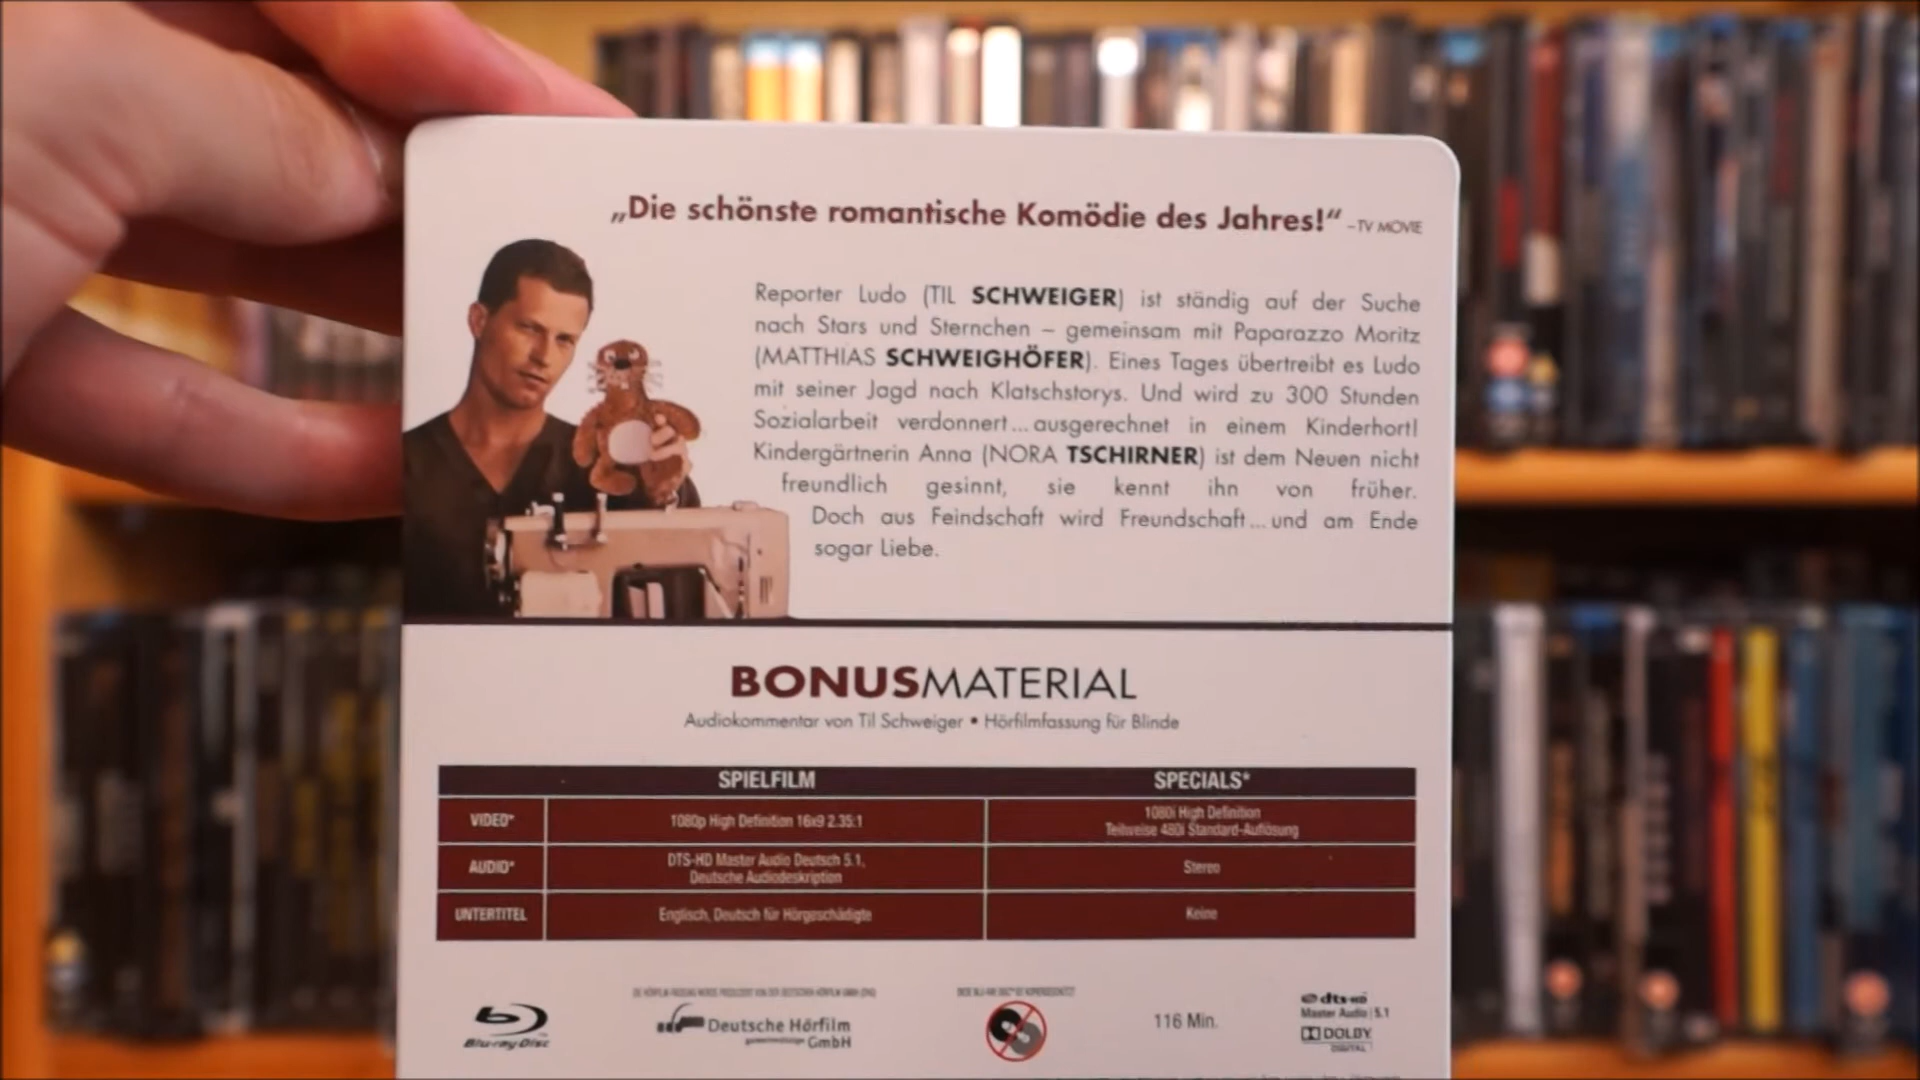 „Die schönste romantische Komödie des Jahres!“ –TV MOVIE
Reporter Ludo (TIL SCHWEIGER) ist ständig auf der Suche
nach Stars und Sternchen – gemeinsam mit Paparazzo Moritz
(MATTHIAS SCHWEIGHÖFER). Eines Tages übertreibt es Ludo
mit seiner Jagd nach Klatschstorys. Und wird zu 300 Stunden
Sozialarbeit verdonnert... ausgerechnet in einem Kinderhort!
Kindergärtnerin Anna (NORA TSCHIRNER) ist dem Neuen nicht
freundlich gesinnt, sie kennt ihn von früher.
Doch aus Feindschaft wird Freundschaft... und am Ende
sogar Liebe.
BONUSMATERIAL
Audiokommentar von Til Schweiger • Hörfilmfassung für Blinde
SPIELFILM SPECIALS*
VIDEO* 1080p High Definition 16x9 2.35:1 1080i High Definition
Teilweise 480i Standard-Auflösung
AUDIO* DTS-HD Master Audio Deutsch 5.1, Stereo
Deutsche Audiodeskription
UNTERTITEL Englisch, Deutsch für Hörgeschädigte Keine
Blu-ray Disc
Deutsche Hörfilm
GmbH
116 Min.
dts-HD
Master Audio 5.1
DOLBY
DIGITAL